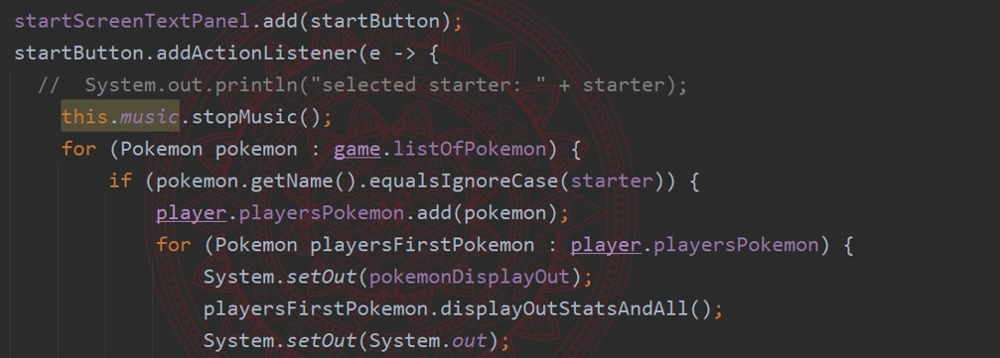 startScreenTextPanel.add(startButton);
startButton.addActionListener(e -> {
//  System.out.println("selected starter: " + starter);
this.music.stopMusic();
for (Pokemon pokemon : game.listOfPokemon) {
if (pokemon.getName().equalsIgnoreCase(starter)) {
player.playersPokemon.add(pokemon);
for (Pokemon playersFirstPokemon : player.playersPokemon) {
System.setOut(pokemonDisplayOut);
playersFirstPokemon.displayOutStatsAndAll();
System.setOut(System.out);